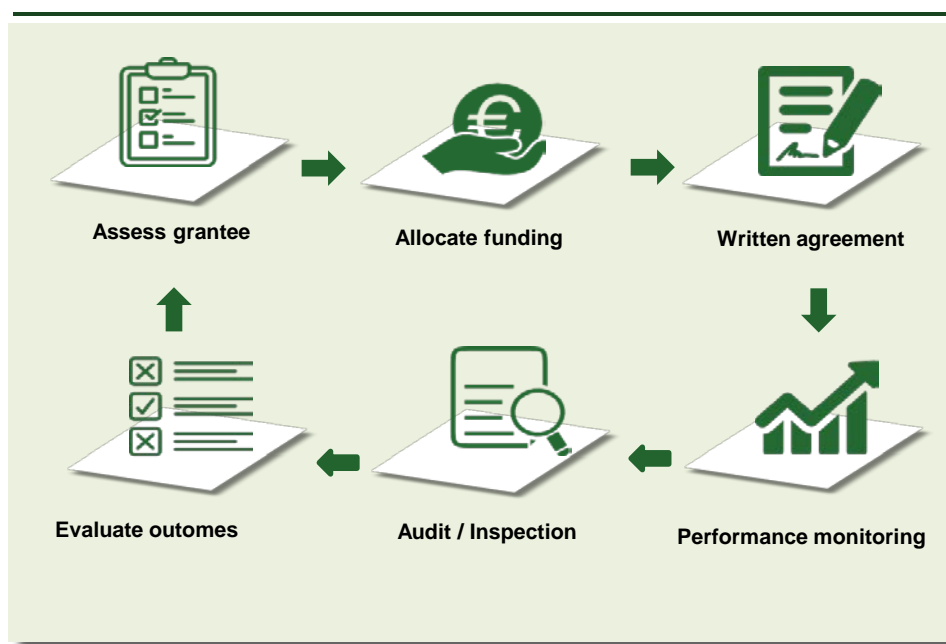 Assess grantee
Allocate funding
Written agreement
Evaluate outomes
Audit / Inspection
Performance monitoring